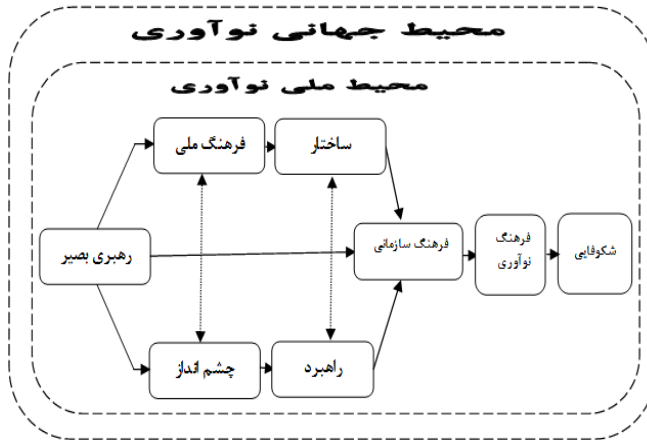 محیط جهانی نوآوری
محیط ملی نوآوری
فرهنگ ملی
ساختار
رهبری بصیر
فرهنگ سازمانی
فرهنگ
نوآوری
شکوفایی
چشم انداز
راهبرد